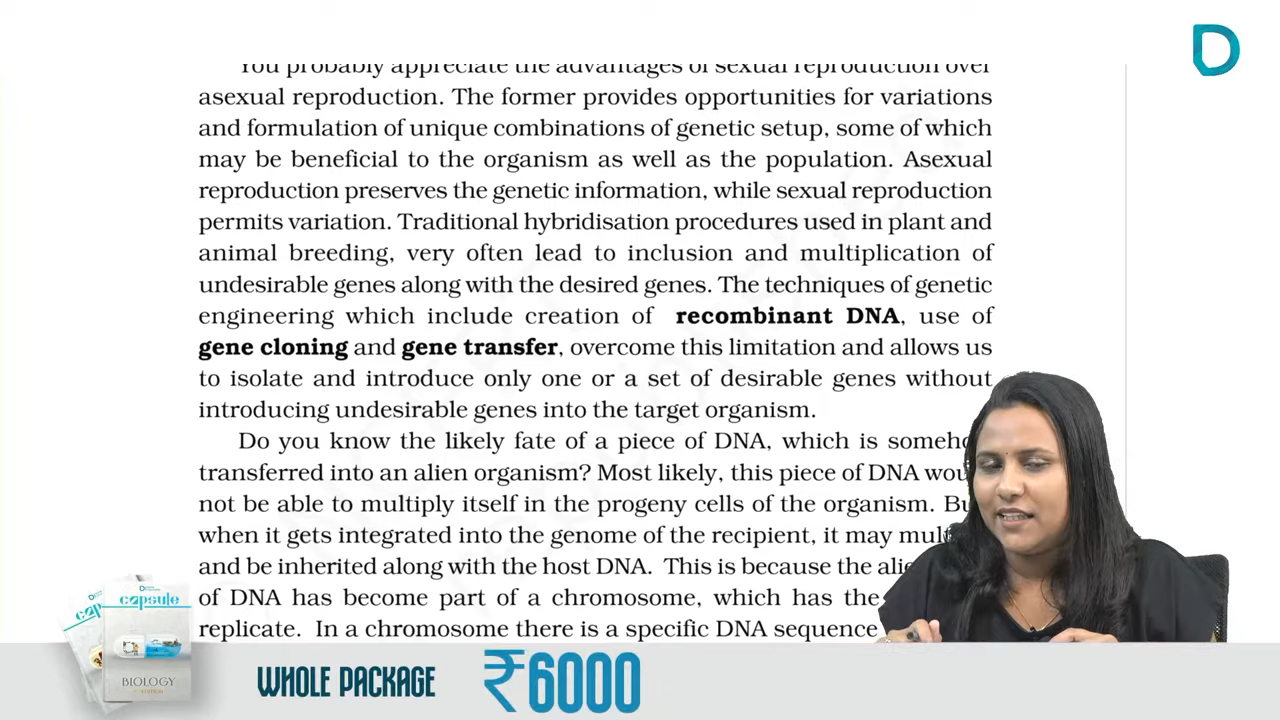 You probably appreciate the advantages of sexual reproduction over
asexual reproduction. The former provides opportunities for variations
and formulation of unique combinations of genetic setup, some of which
may be beneficial to the organism as well as the population. Asexual
reproduction preserves the genetic information, while sexual reproduction
permits variation. Traditional hybridisation procedures used in plant and
animal breeding, very often lead to inclusion and multiplication of
undesirable genes along with the desired genes. The techniques of genetic
engineering which include creation of recombinant DNA, use of
gene cloning and gene transfer, overcome this limitation and allows us
to isolate and introduce only one or a set of desirable genes without
introducing undesirable genes into the target organism.
Do you know the likely fate of a piece of DNA, which is
transferred into an alien organism? Most likely, this piece of DNA
not be able to multiply itself in the progeny cells of the organism.
when it gets integrated into the genome of the recipient, it may
and be inherited along with the host DNA. This is because the
of DNA has become part of a chromosome, which has the
replicate. In a chromosome there is a specific DNA sequence
capsule
BIOLOGY
EDITION
WHOLE PACKAGE ₹6000